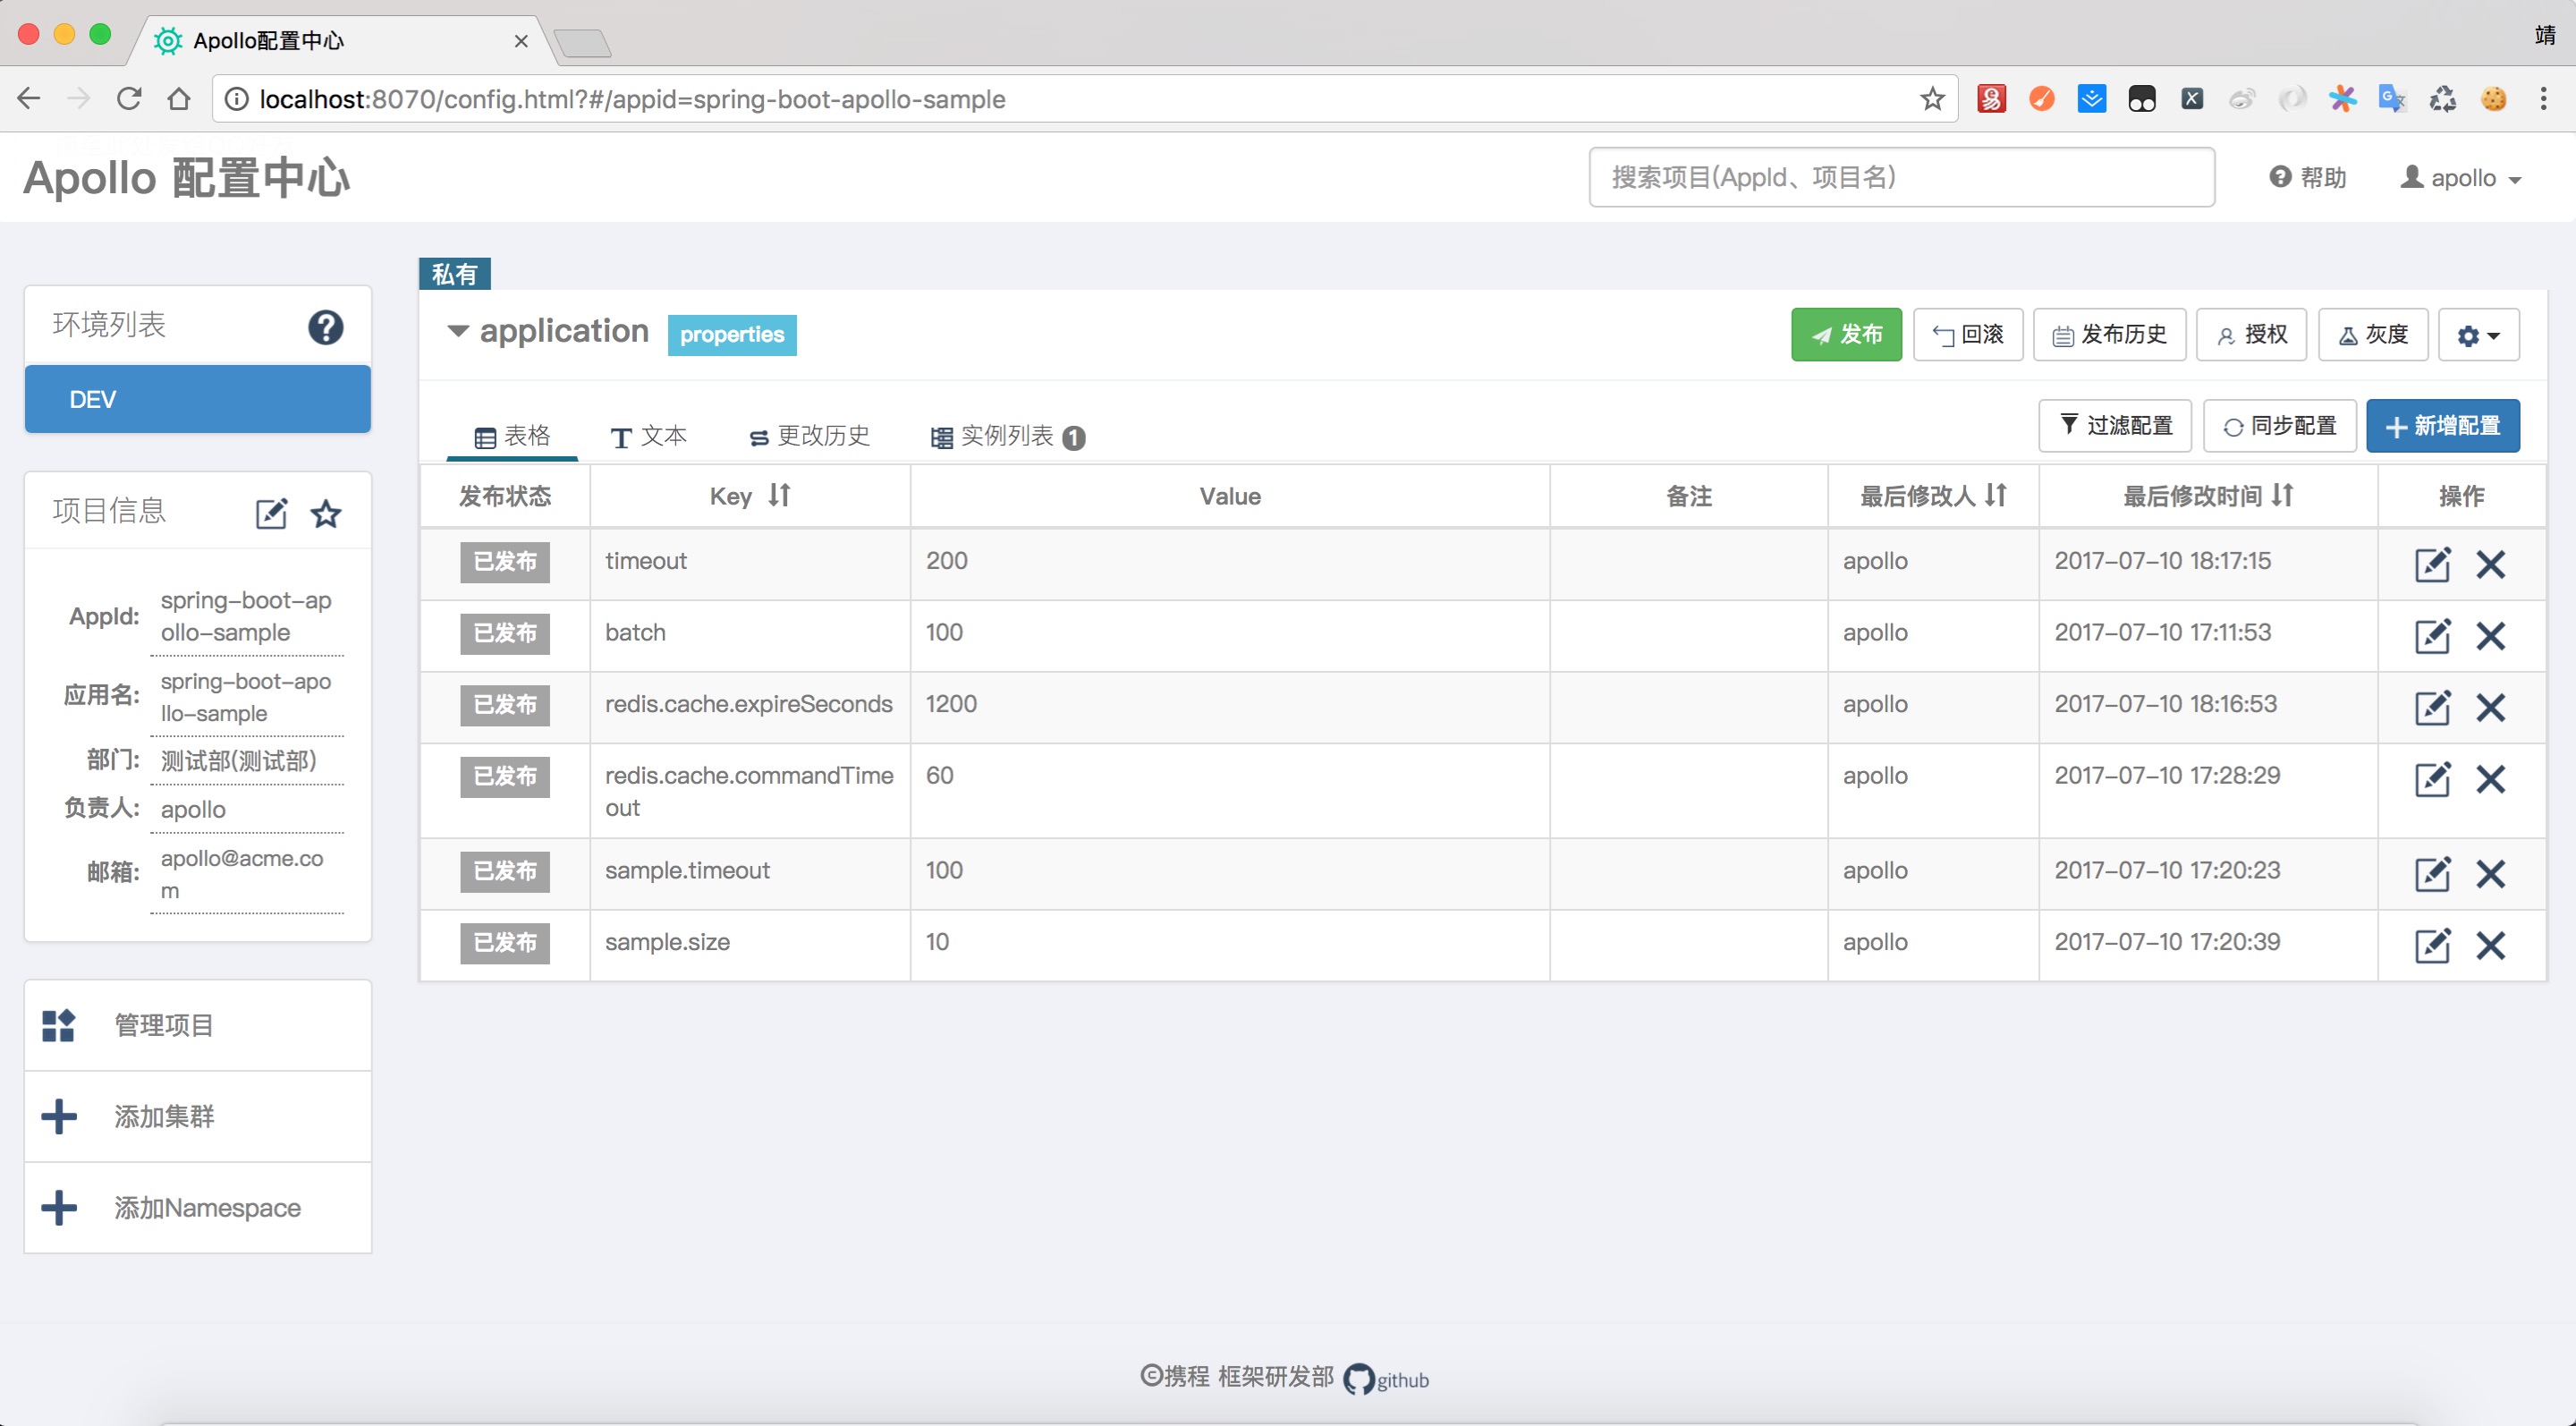 Apollo配置中心
靖
localhost:8070/config.html?#/appid=spring-boot-apollo-sample
Apollo 配置中心
搜索项目(AppId、项目名)
帮助
apollo
环境列表
DEV
项目信息
AppId:
spring-boot-ap
ollo-sample
应用名:
spring-boot-apo
llo-sample
部门:
测试部(测试部)
负责人:
apollo
邮箱:
apollo@acme.co
m
管理项目
添加集群
添加Namespace
私有
application
properties
发布
回滚
发布历史
授权
灰度
表格
文本
更改历史
实例列表 1
过滤配置
同步配置
新增配置
发布状态 Key Value 备注 最后修改人 最后修改时间 操作
已发布 timeout 200 apollo 2017-07-10 18:17:15
已发布 batch 100 apollo 2017-07-10 17:11:53
已发布 redis.cache.expireSeconds 1200 apollo 2017-07-10 18:16:53
已发布 redis.cache.commandTime 60 apollo 2017-07-10 17:28:29
out
已发布 sample.timeout 100 apollo 2017-07-10 17:20:23
已发布 sample.size 10 apollo 2017-07-10 17:20:39
©携程 框架研发部 github